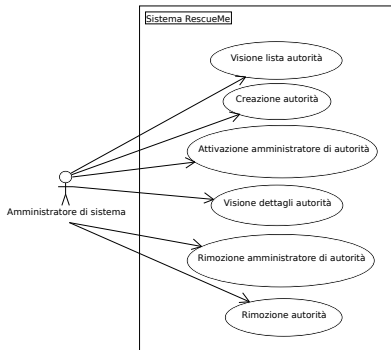 Sistema RescueMe
Visione lista autorità
Creazione autorità
Attivazione amministratore di autorità
Amministratore di sistema
Visione dettagli autorità
Rimozione amministratore di autorità
Rimozione autorità